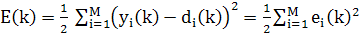 E(k)=½ ∑ᵢ₌₁ᴹ(yᵢ(k)−dᵢ(k))² = ½∑ᵢ₌₁ᴹ eᵢ(k)²